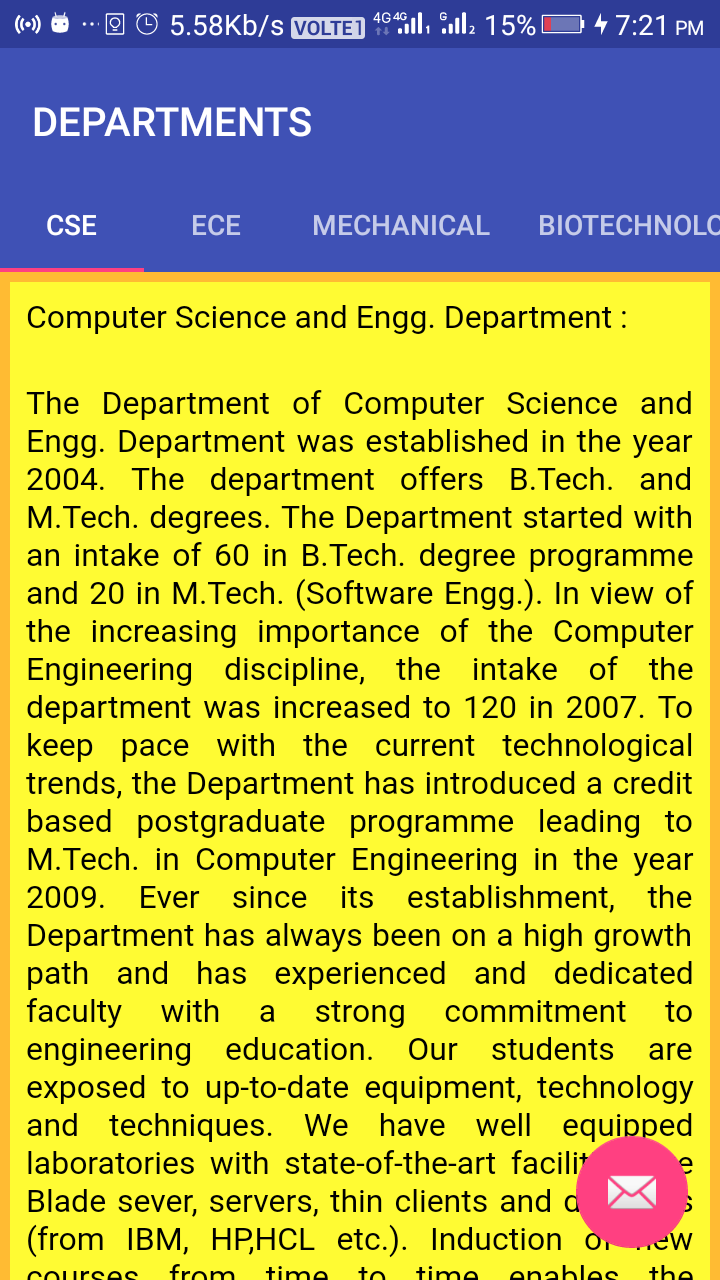 5.58Kb/s VOLTE1 4G 4G 1 G 2 15% 7:21 PM
DEPARTMENTS
CSE ECE MECHANICAL BIOTECHNOLO
Computer Science and Engg. Department :
The Department of Computer Science and
Engg. Department was established in the year
2004. The department offers B.Tech. and
M.Tech. degrees. The Department started with
an intake of 60 in B.Tech. degree programme
and 20 in M.Tech. (Software Engg.). In view of
the increasing importance of the Computer
Engineering discipline, the intake of the
department was increased to 120 in 2007. To
keep pace with the current technological
trends, the Department has introduced a credit
based postgraduate programme leading to
M.Tech. in Computer Engineering in the year
2009. Ever since its establishment, the
Department has always been on a high growth
path and has experienced and dedicated
faculty with a strong commitment to
engineering education. Our students are
exposed to up-to-date equipment, technology
and techniques. We have well equipped
laboratories with state-of-the-art
Blade sever, servers, thin clients and
(from IBM, HP,HCL etc.). Induction of new
courses from time to time enables the